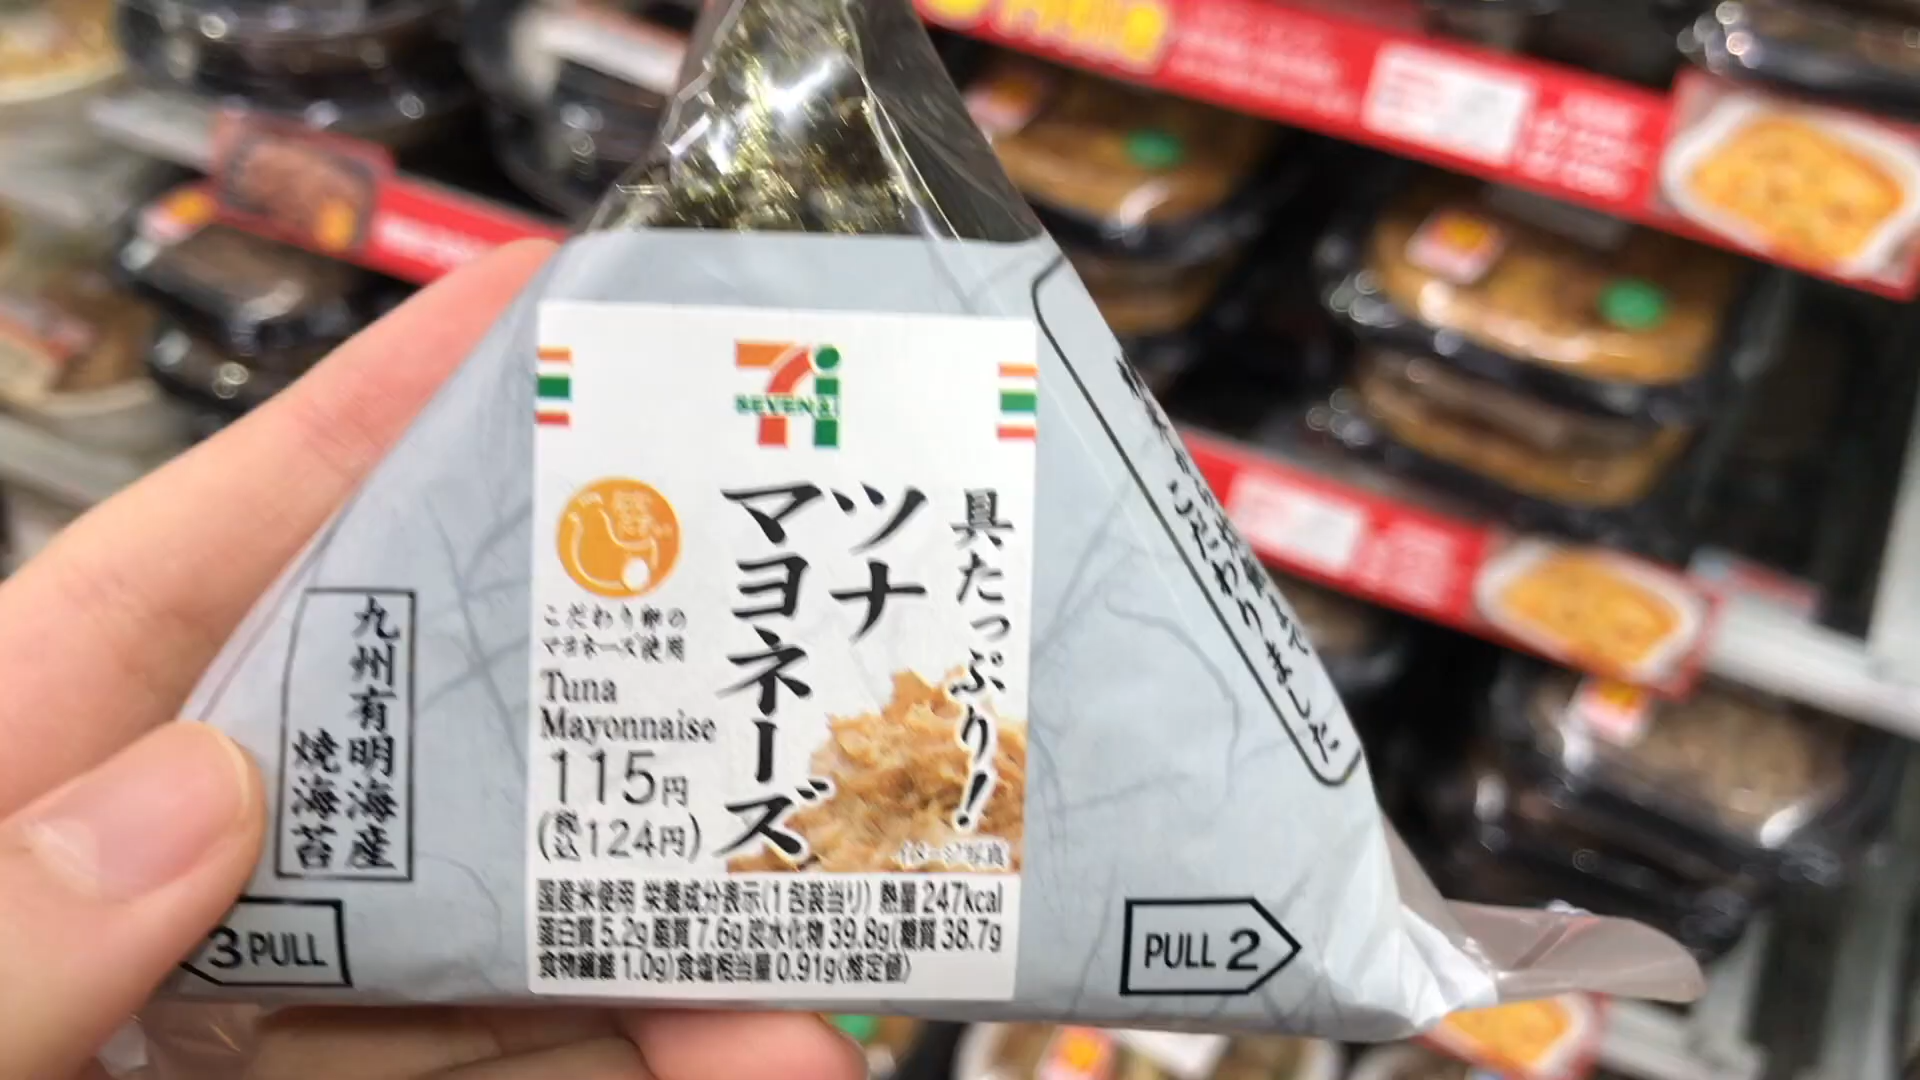 SEVEN
具たっぷり!
ツナ
マヨネーズ
こだわり卵の
マヨネーズ使用
Tuna
Mayonnaise
115円
(税込124円)
イメージ写真
国産米使用 栄養成分表示(1包装当り) 熱量247kcal
蛋白質5.2g脂質7.6g炭水化物39.8g(糖質38.7g
食物繊維1.0g)食塩相当量0.91g(推定値)
九州有明海産
焼海苔
こだわりました
3 PULL
PULL 2